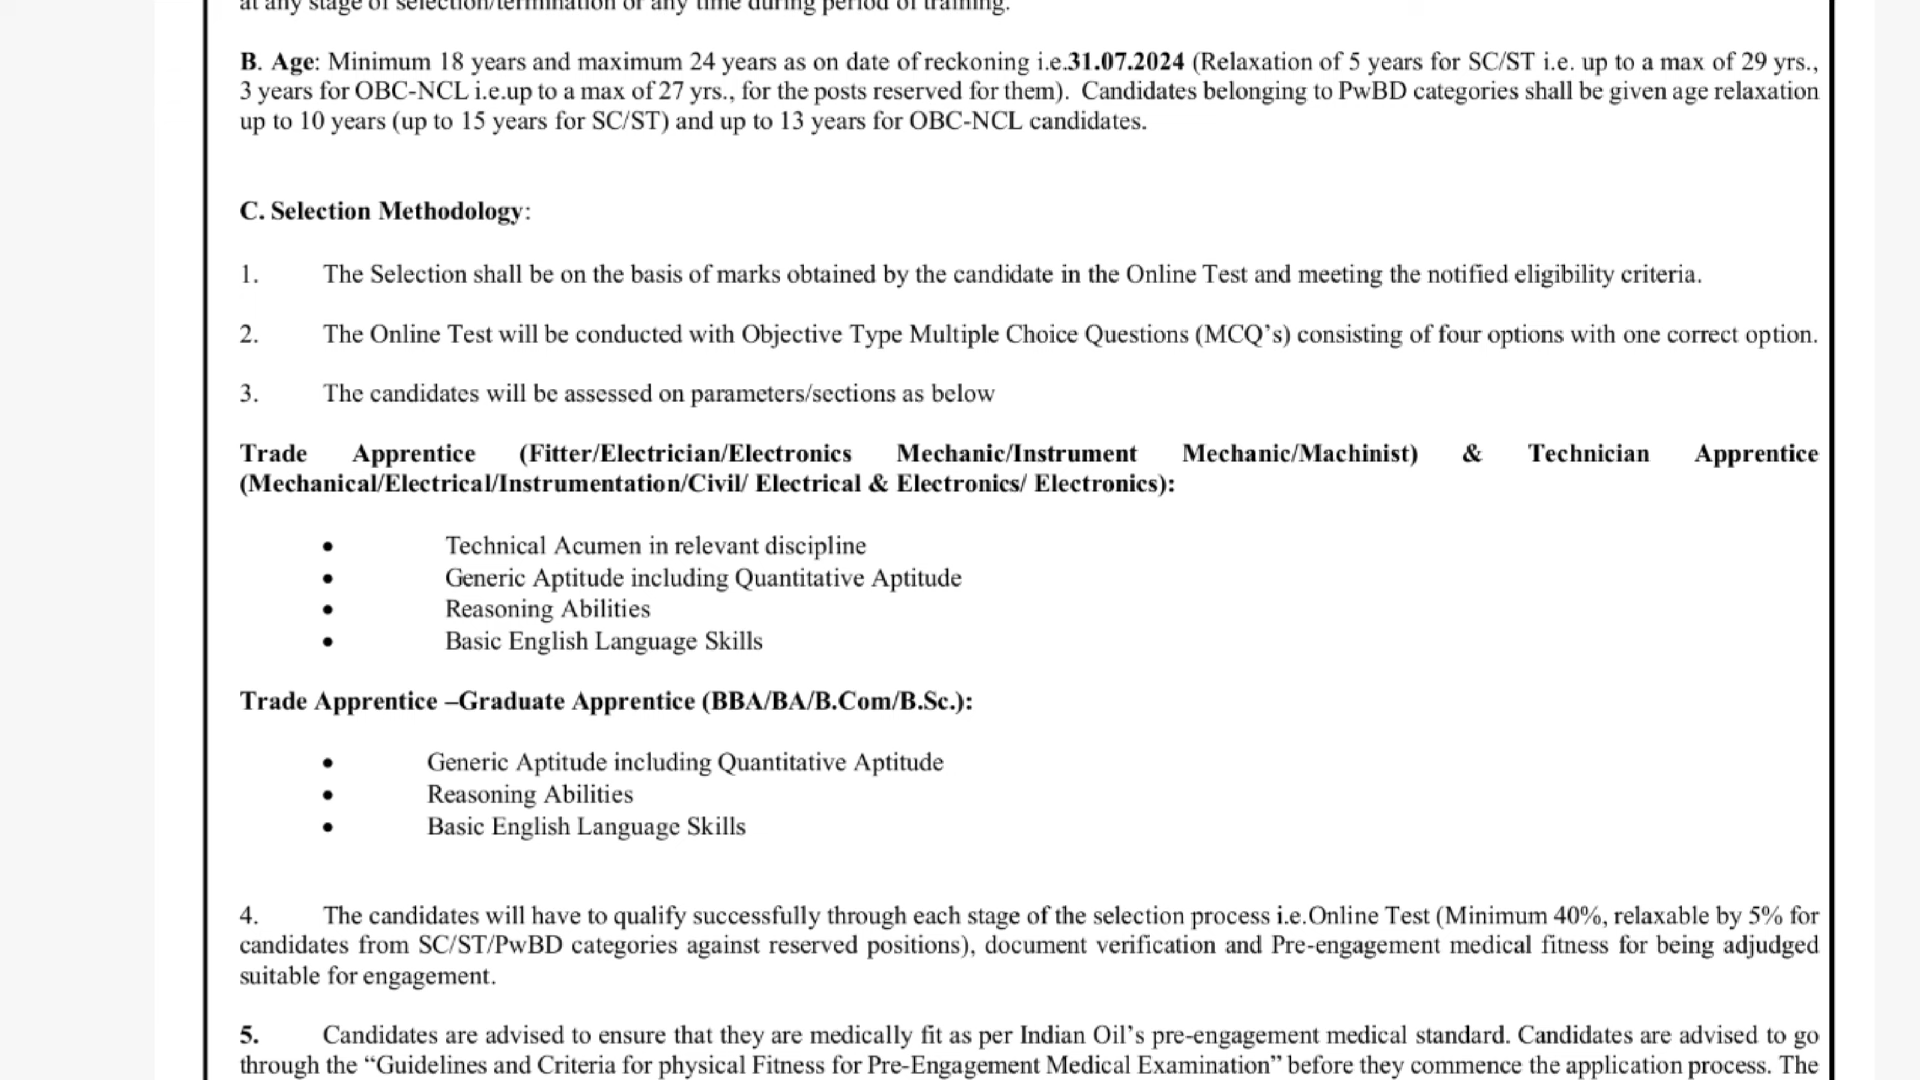 at any stage of selection/termination or any time during period of training.
B. Age: Minimum 18 years and maximum 24 years as on date of reckoning i.e.31.07.2024 (Relaxation of 5 years for SC/ST i.e. up to a max of 29 yrs.,
3 years for OBC-NCL i.e.up to a max of 27 yrs., for the posts reserved for them). Candidates belonging to PwBD categories shall be given age relaxation
up to 10 years (up to 15 years for SC/ST) and up to 13 years for OBC-NCL candidates.
C. Selection Methodology:
1. The Selection shall be on the basis of marks obtained by the candidate in the Online Test and meeting the notified eligibility criteria.
2. The Online Test will be conducted with Objective Type Multiple Choice Questions (MCQ’s) consisting of four options with one correct option.
3. The candidates will be assessed on parameters/sections as below
Trade Apprentice (Fitter/Electrician/Electronics Mechanic/Instrument Mechanic/Machinist) & Technician Apprentice
(Mechanical/Electrical/Instrumentation/Civil/ Electrical & Electronics/ Electronics):
• Technical Acumen in relevant discipline
• Generic Aptitude including Quantitative Aptitude
• Reasoning Abilities
• Basic English Language Skills
Trade Apprentice –Graduate Apprentice (BBA/BA/B.Com/B.Sc.):
• Generic Aptitude including Quantitative Aptitude
• Reasoning Abilities
• Basic English Language Skills
4. The candidates will have to qualify successfully through each stage of the selection process i.e.Online Test (Minimum 40%, relaxable by 5% for
candidates from SC/ST/PwBD categories against reserved positions), document verification and Pre-engagement medical fitness for being adjudged
suitable for engagement.
5. Candidates are advised to ensure that they are medically fit as per Indian Oil’s pre-engagement medical standard. Candidates are advised to go
through the “Guidelines and Criteria for physical Fitness for Pre-Engagement Medical Examination” before they commence the application process. The